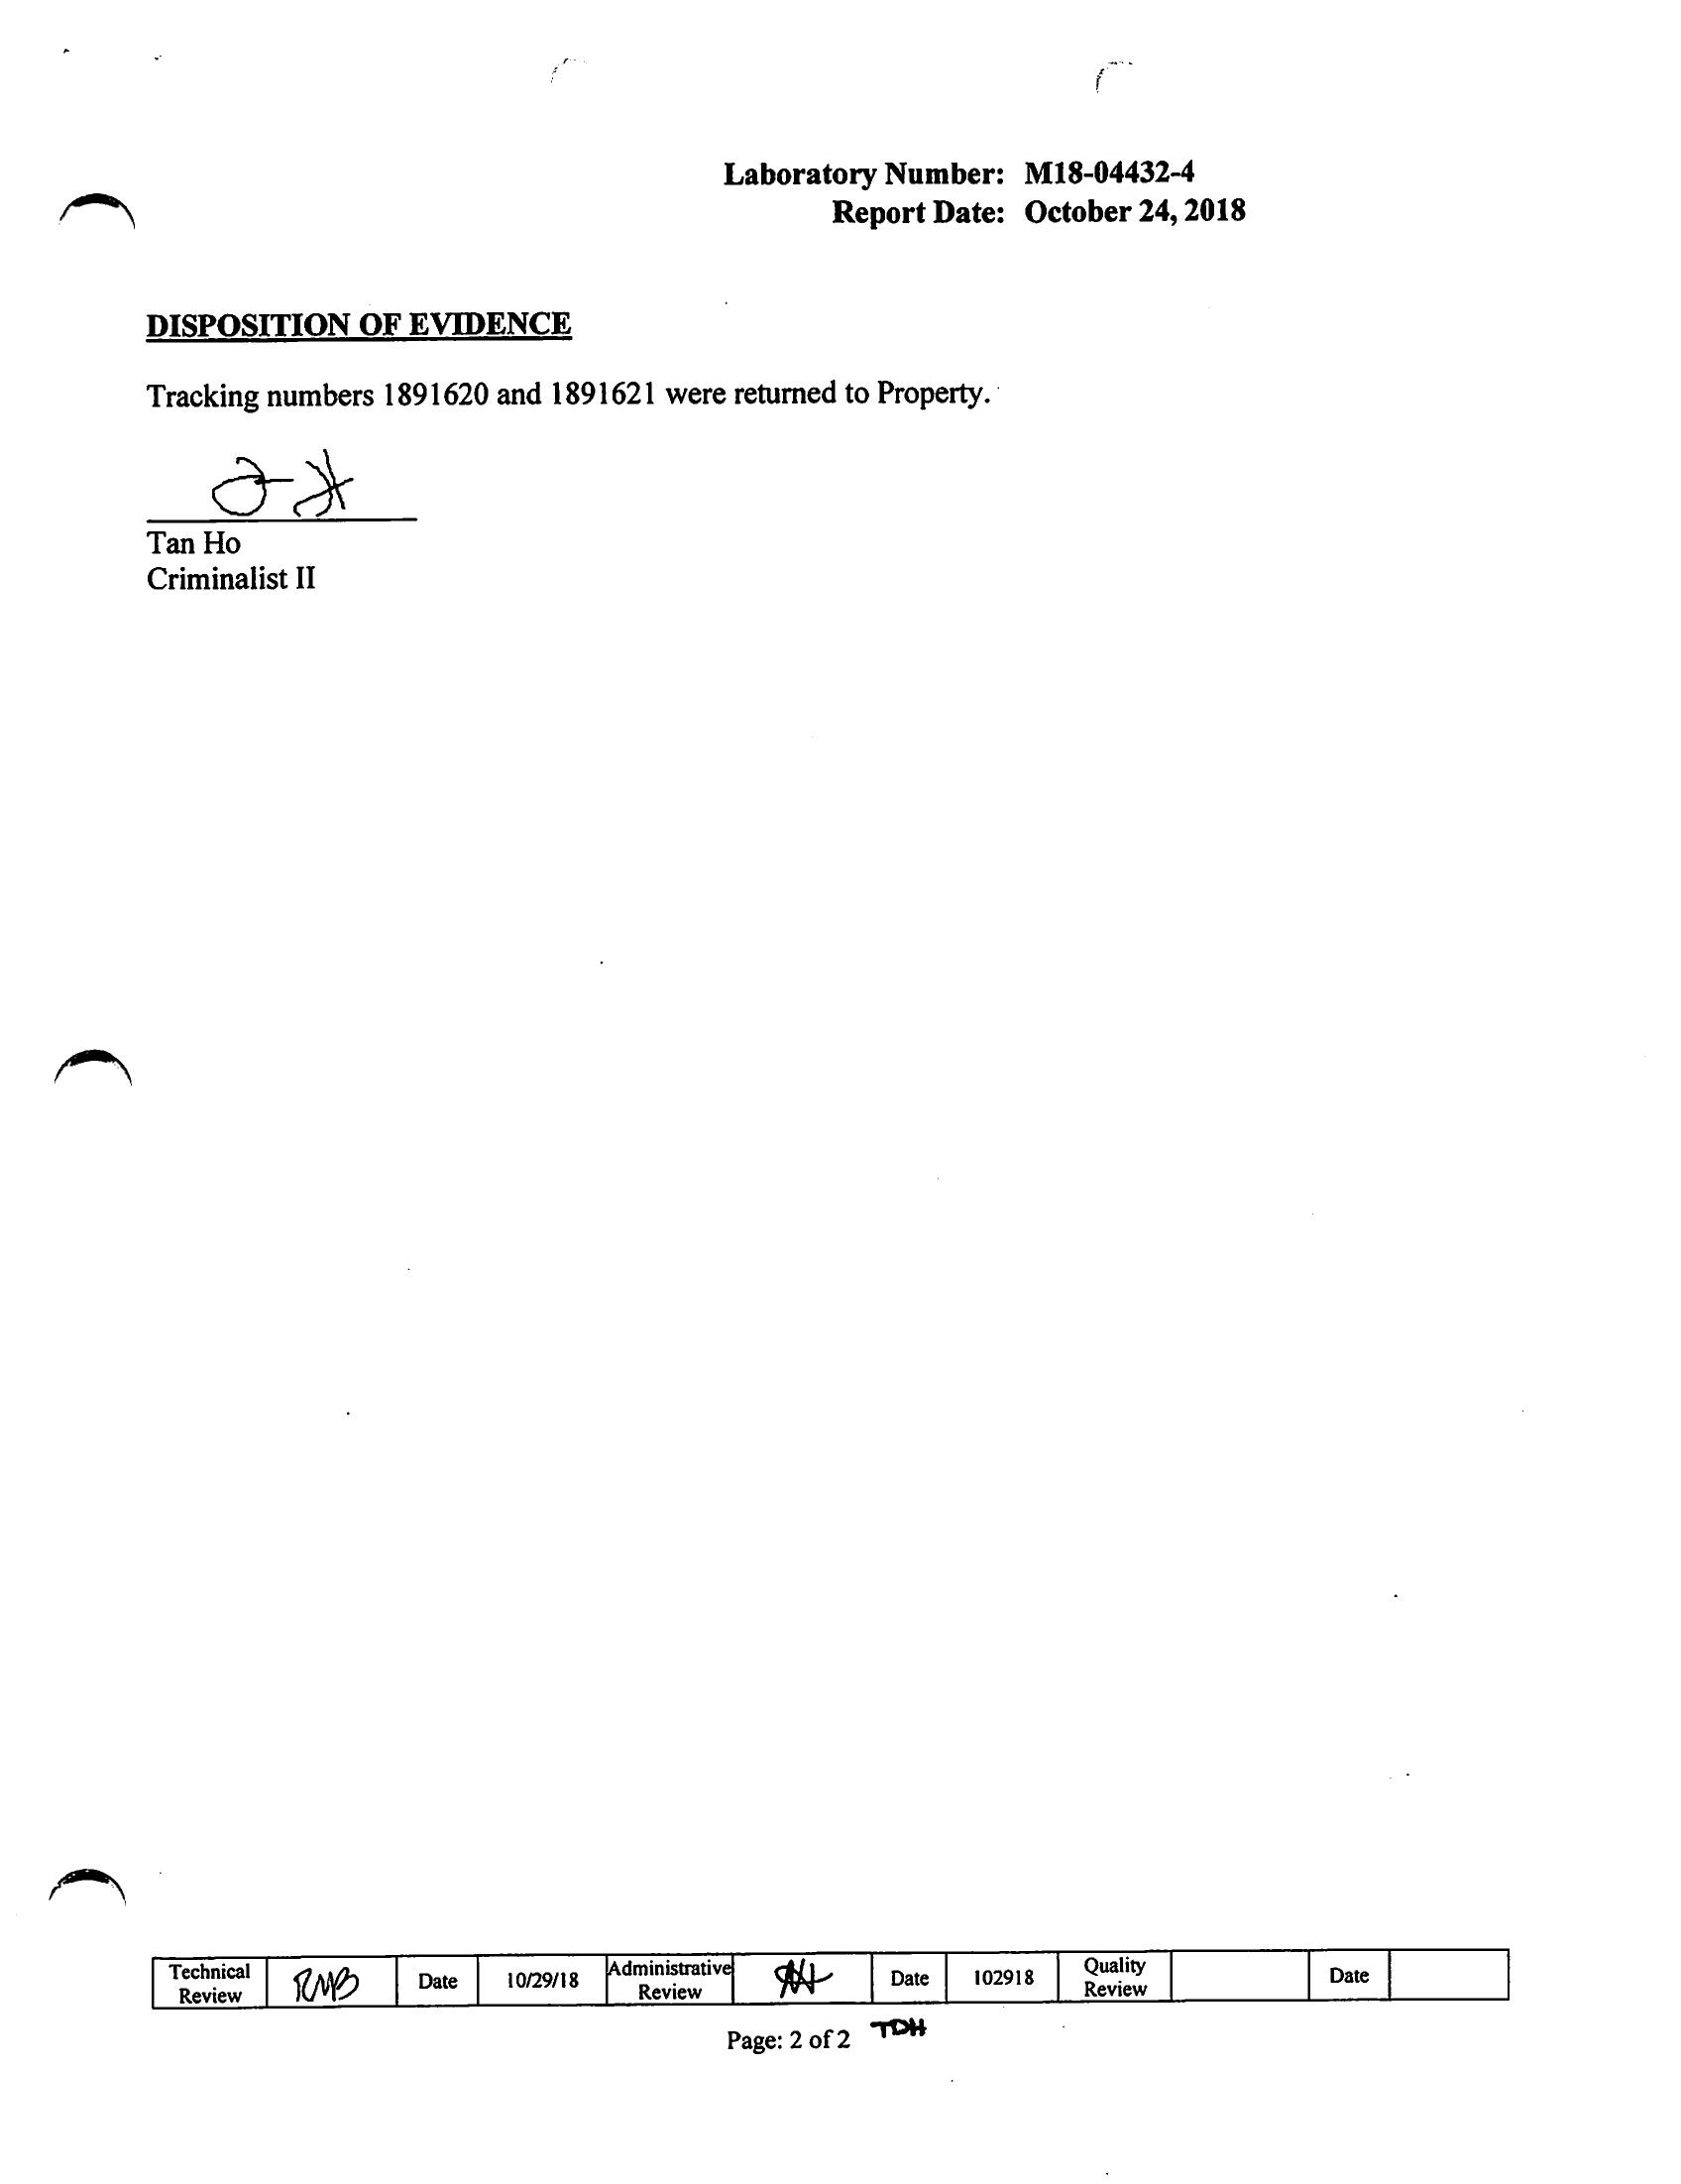 Laboratory Number: M18-04432-4
Report Date: October 24, 2018
DISPOSITION OF EVIDENCE
Tracking numbers 1891620 and 1891621 were returned to Property.
Tan Ho
Criminalist II
Technical Review RMB Date 10/29/18 Administrative Review Date 102918 Quality Review Date
Page: 2 of 2 TDH